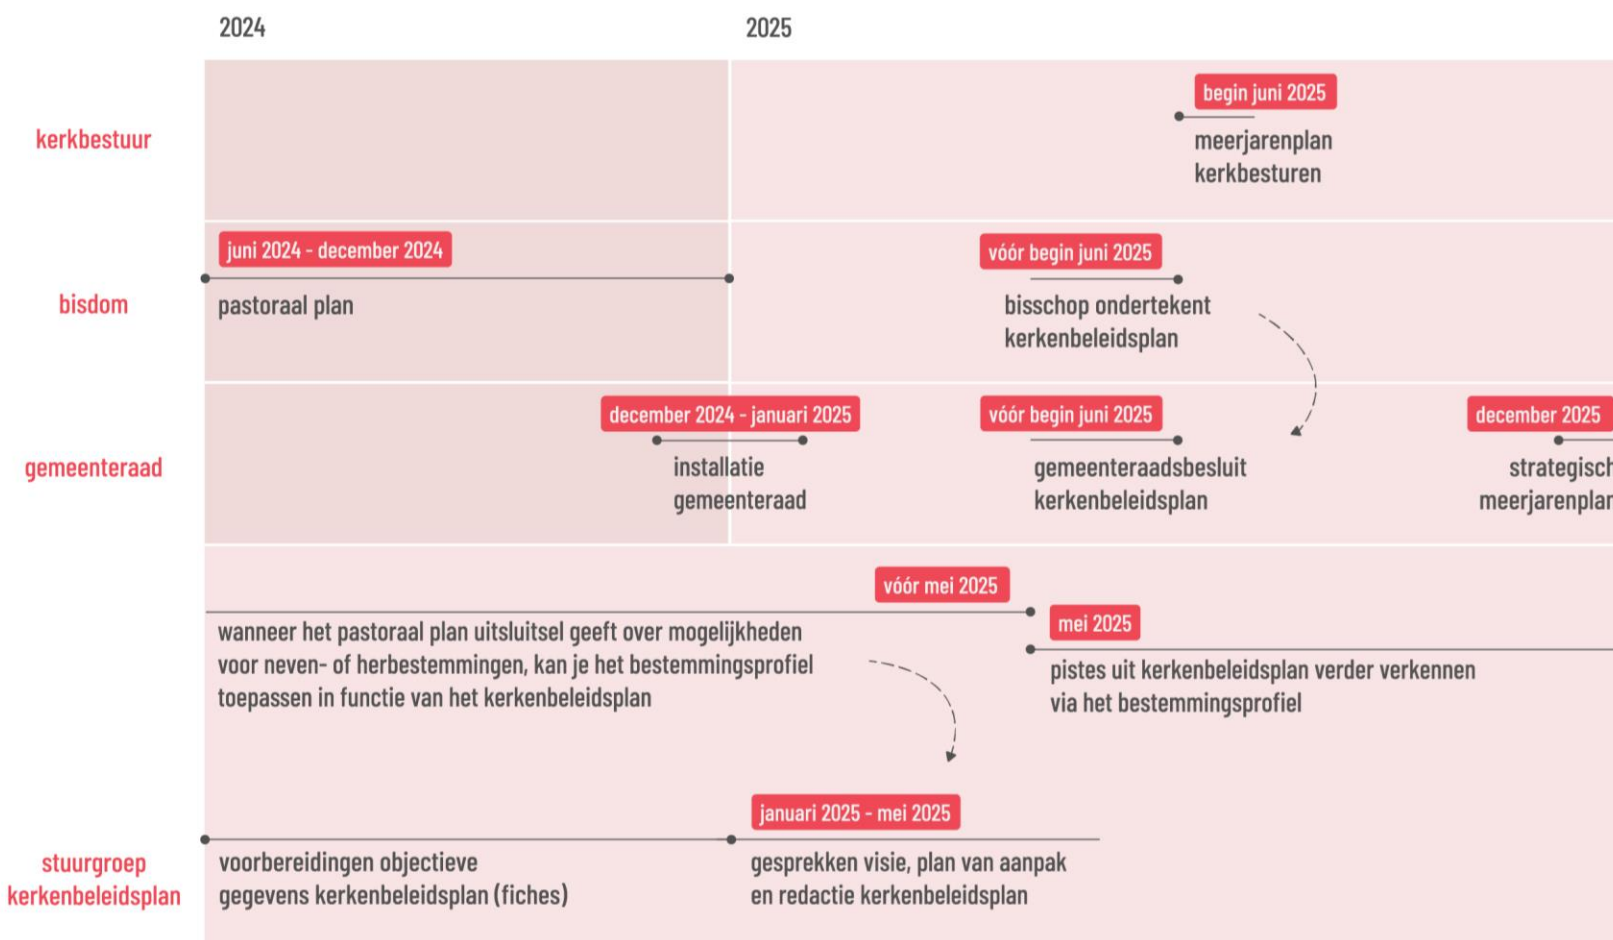 2024
2025
kerkbestuur
begin juni 2025
meerjarenplan
kerkbesturen
bisdom
juni 2024 - december 2024
pastoraal plan
vóór begin juni 2025
bisschop ondertekent
kerkenbeleidsplan
gemeenteraad
december 2024 - januari 2025
installatie
gemeenteraad
vóór begin juni 2025
gemeenteraadsbesluit
kerkenbeleidsplan
december 2025
strategisch
meerjarenplan
vóór mei 2025
wanneer het pastoraal plan uitsluitsel geeft over mogelijkheden
voor neven- of herbestemmingen, kan je het bestemmingsprofiel
toepassen in functie van het kerkenbeleidsplan
mei 2025
pistes uit kerkenbeleidsplan verder verkennen
via het bestemmingsprofiel
stuurgroep
kerkenbeleidsplan
voorbereidingen objectieve
gegevens kerkenbeleidsplan (fiches)
januari 2025 - mei 2025
gesprekken visie, plan van aanpak
en redactie kerkenbeleidsplan